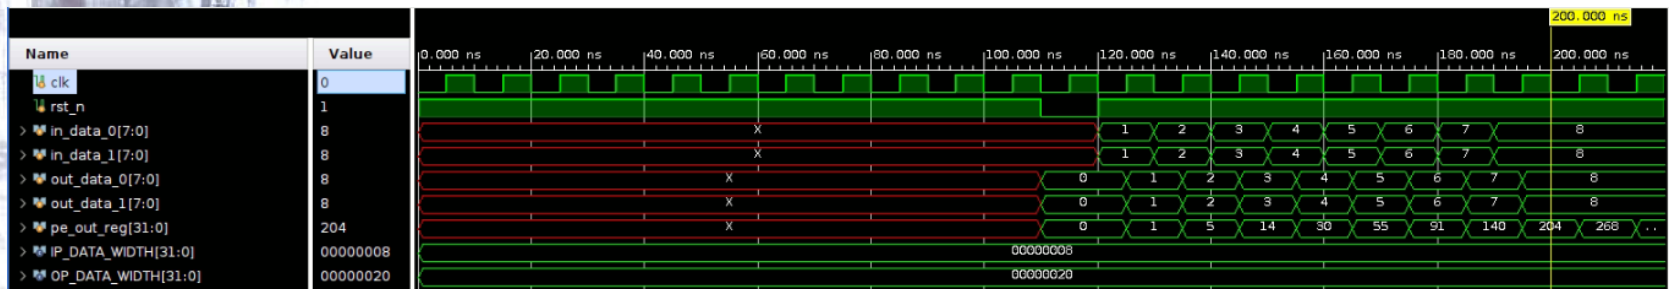 200.000 ns
Name Value
0.000 ns 20.000 ns 40.000 ns 60.000 ns 80.000 ns 100.000 ns 120.000 ns 140.000 ns 160.000 ns 180.000 ns 200.000 ns
clk 0
rst_n 1
in_data_0[7:0] 8 X 1 2 3 4 5 6 7 8
in_data_1[7:0] 8 X 1 2 3 4 5 6 7 8
out_data_0[7:0] 8 X 0 1 2 3 4 5 6 7 8
out_data_1[7:0] 8 X 0 1 2 3 4 5 6 7 8
pe_out_reg[31:0] 204 X 0 1 5 14 30 55 91 140 204 268 ..
IP_DATA_WIDTH[31:0] 00000008 00000008
OP_DATA_WIDTH[31:0] 00000020 00000020